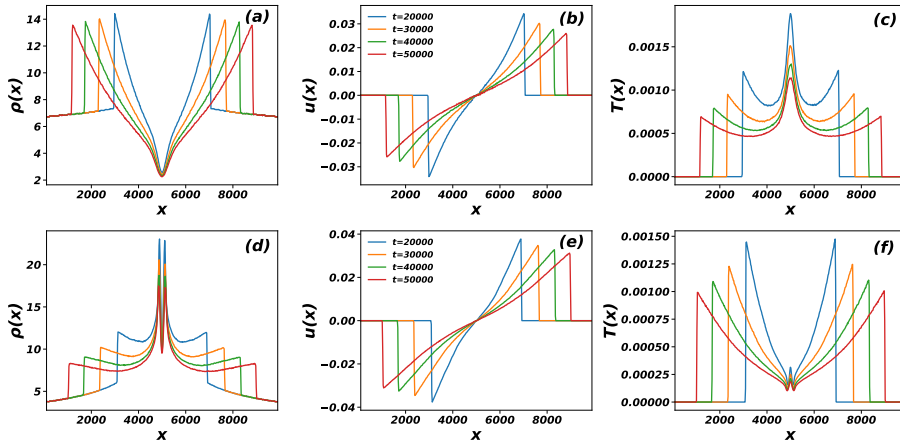 (a)
14
12
10
8
6
4
2
ρ(x)
2000 4000 6000 8000
x
(b)
t=20000
t=30000
t=40000
t=50000
0.03
0.02
0.01
0.00
−0.01
−0.02
−0.03
u(x)
2000 4000 6000 8000
x
(c)
0.0015
0.0010
0.0005
0.0000
T(x)
2000 4000 6000 8000
x
(d)
20
15
10
5
ρ(x)
2000 4000 6000 8000
x
(e)
t=20000
t=30000
t=40000
t=50000
0.04
0.02
0.00
−0.02
−0.04
u(x)
2000 4000 6000 8000
x
(f)
0.00150
0.00125
0.00100
0.00075
0.00050
0.00025
0.00000
T(x)
2000 4000 6000 8000
x